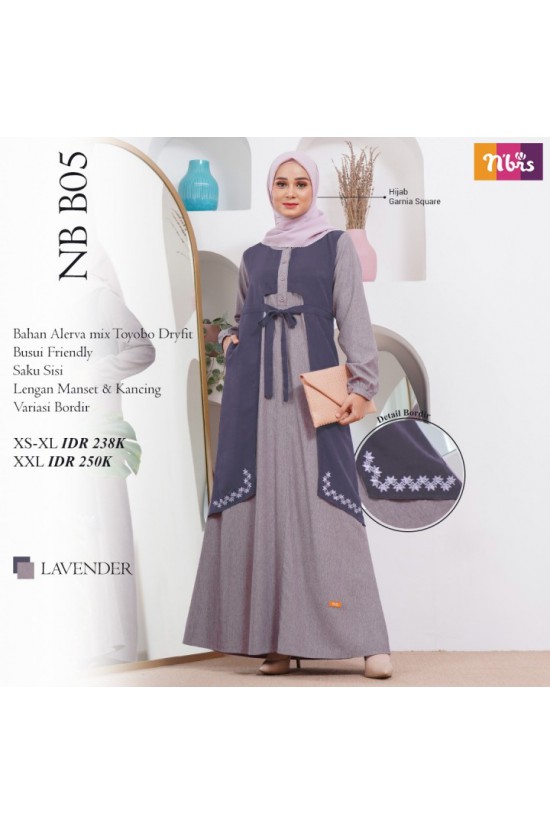 NB B05
Nbrs
Hijab
Garnia Square
Bahan Alerva mix Toyobo Dryfit
Busui Friendly
Saku Sisi
Lengan Manset & Kancing
Variasi Bordir
XS-XL IDR 238K
XXL IDR 250K
Detail Bordir
LAVENDER